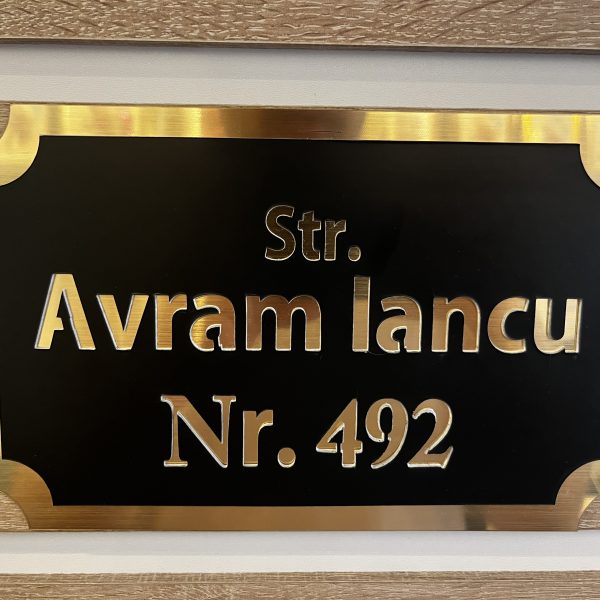 Str.
Avram Iancu
Nr. 492